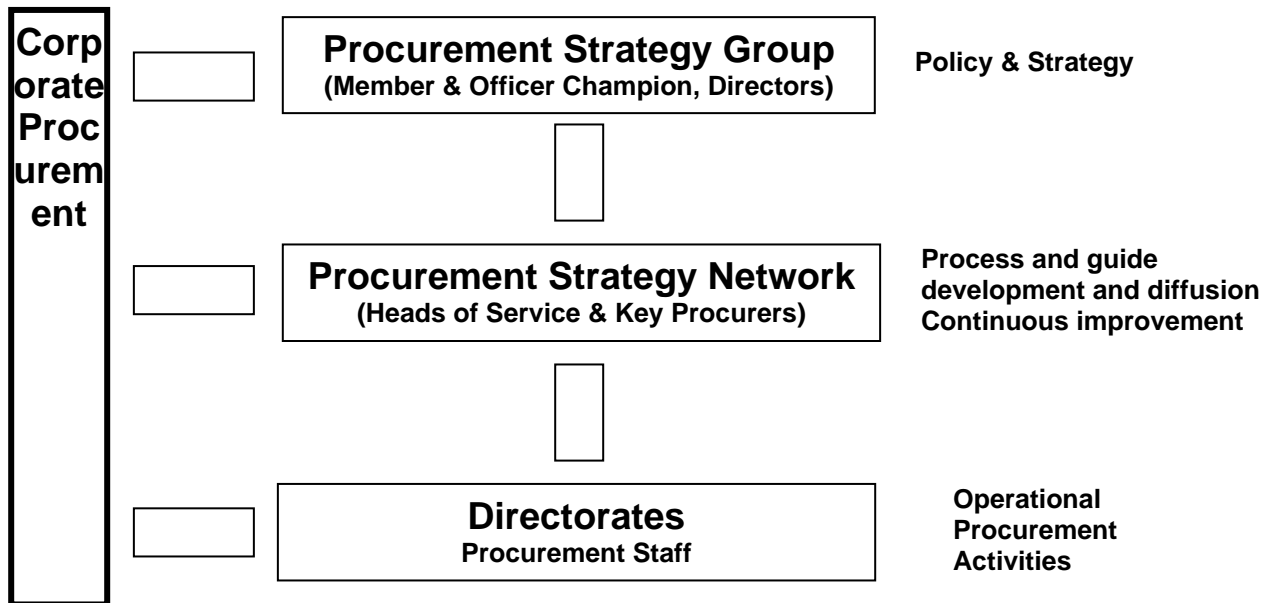 Corp
orate
Proc
urem
ent
Procurement Strategy Group
(Member & Officer Champion, Directors)
Policy & Strategy
Procurement Strategy Network
(Heads of Service & Key Procurers)
Process and guide
development and diffusion
Continuous improvement
Directorates
Procurement Staff
Operational
Procurement
Activities